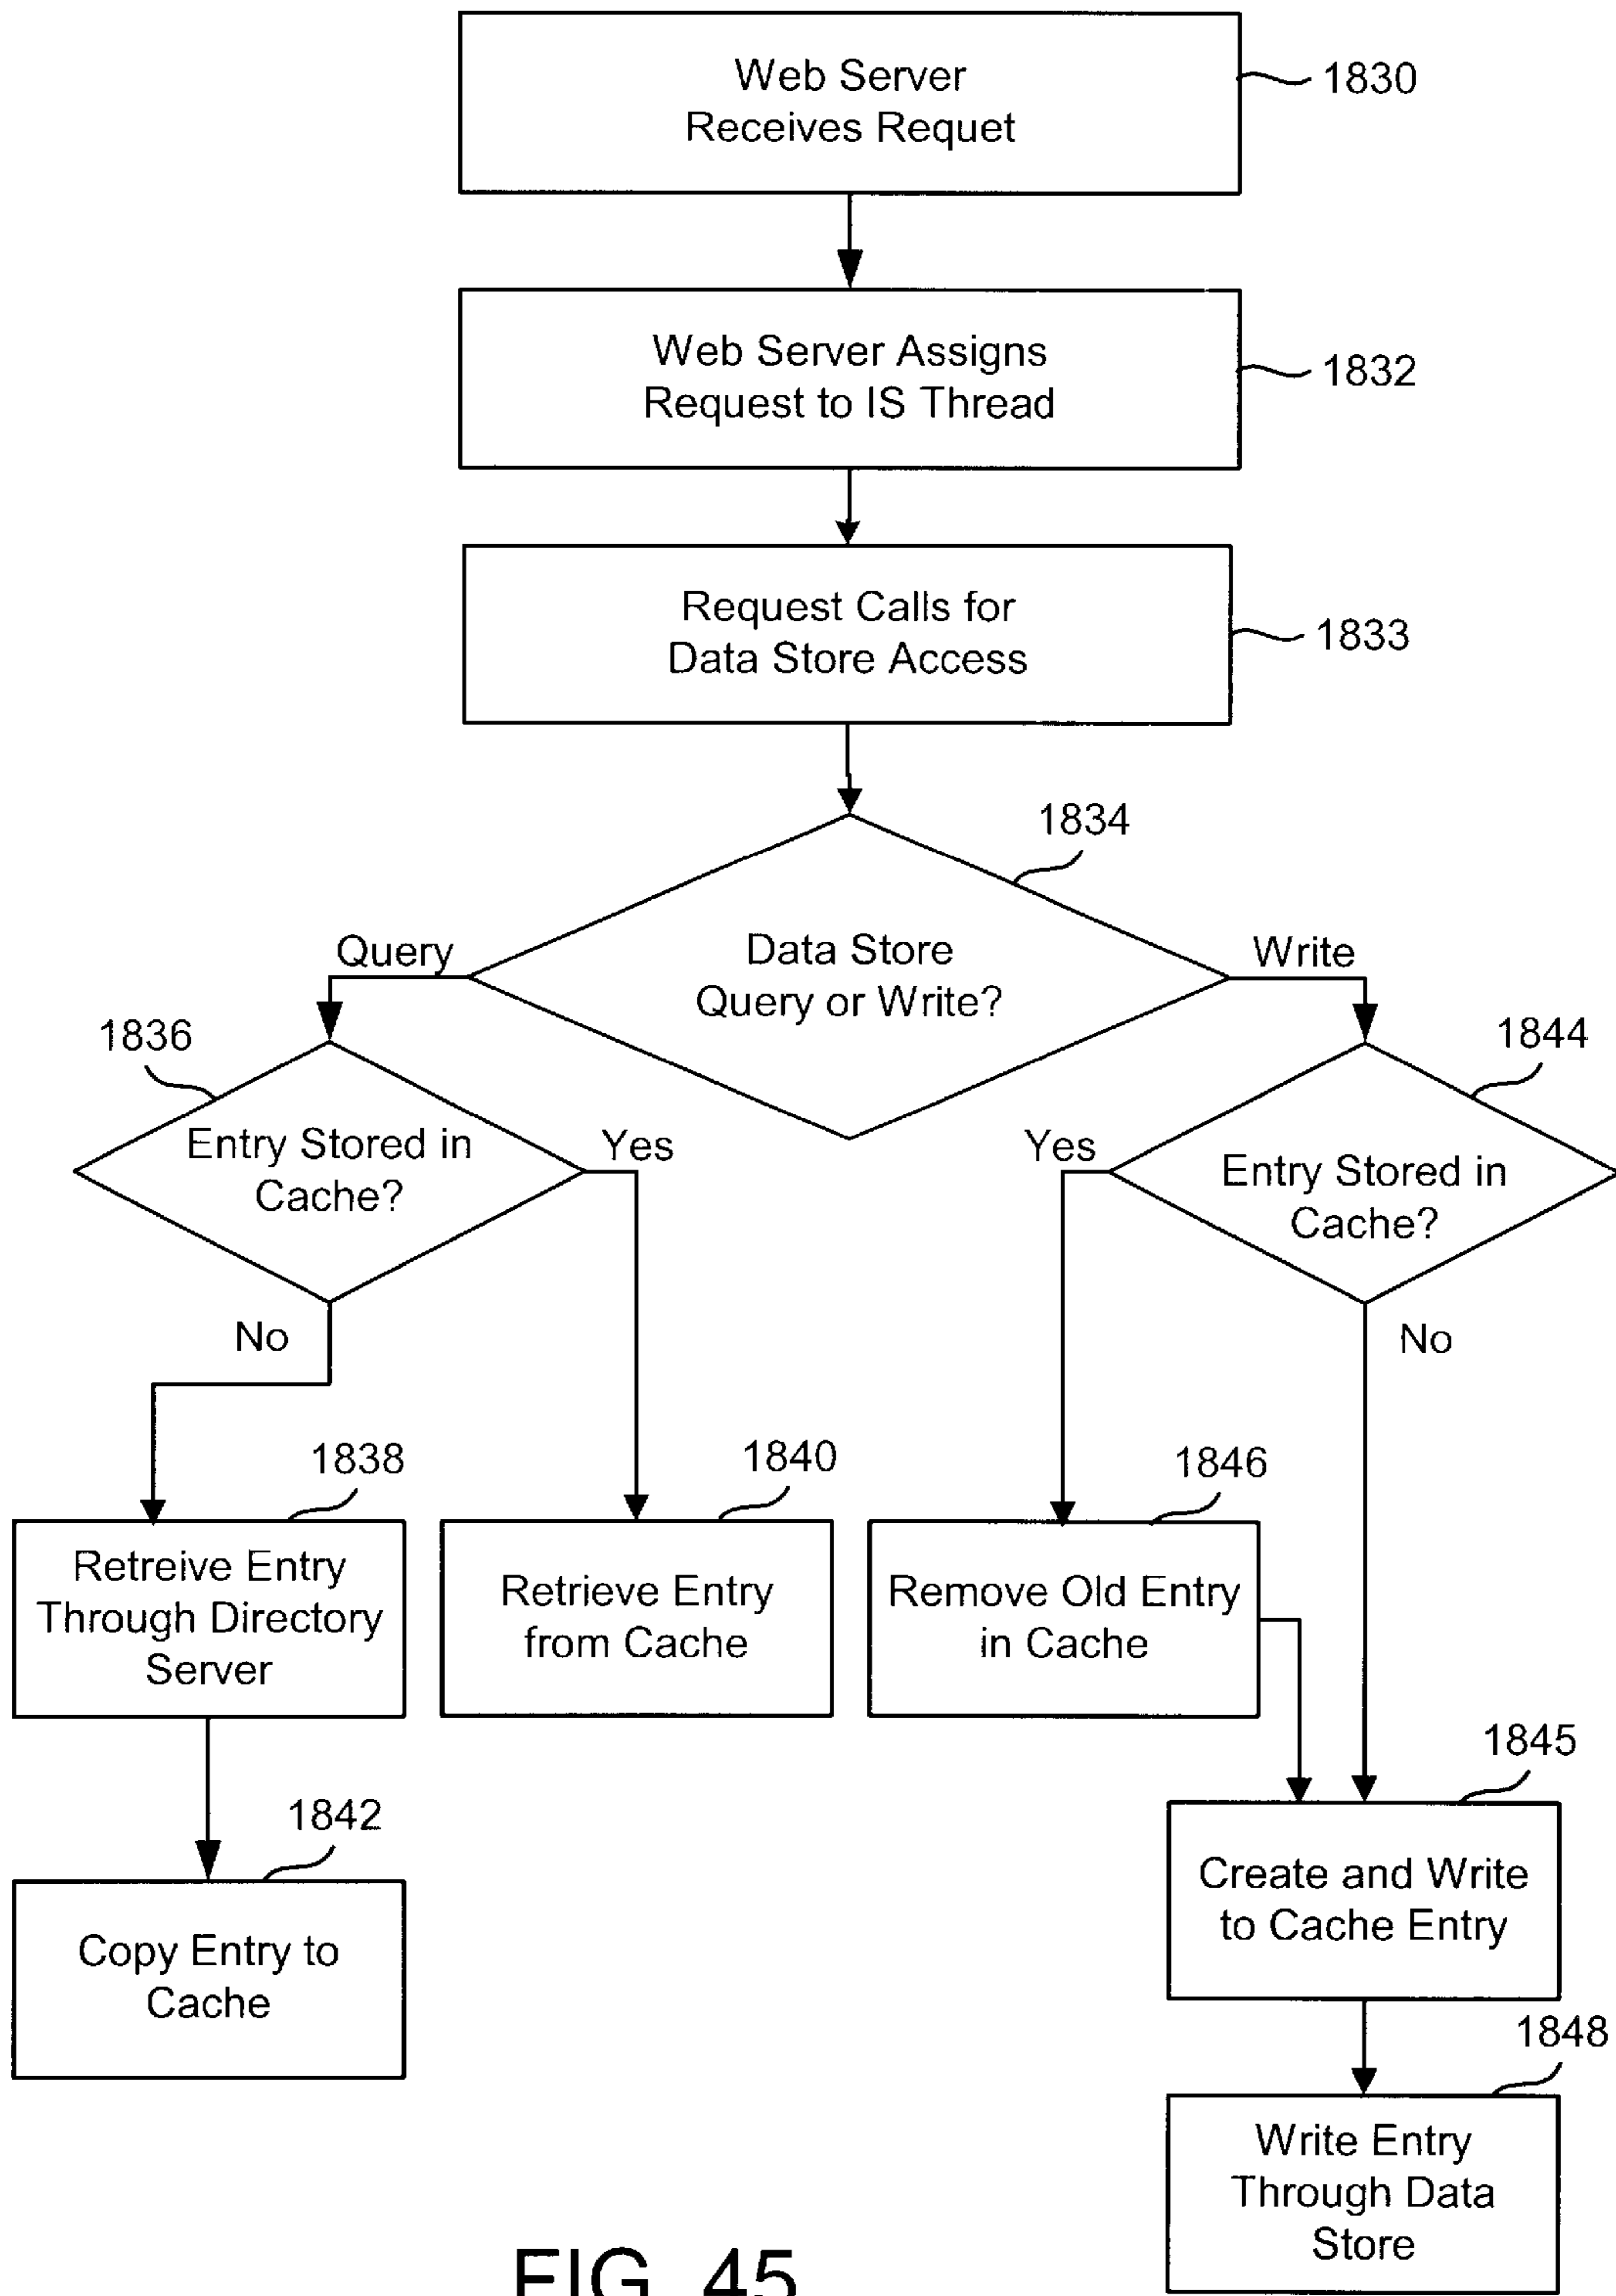 Web Server
Receives Requet
1830
Web Server Assigns
Request to IS Thread
1832
Request Calls for
Data Store Access
1833
1834
Data Store
Query or Write?
Query
Write
1836
Entry Stored in
Cache?
Yes
No
1844
Entry Stored in
Cache?
Yes
No
1838
Retreive Entry
Through Directory
Server
1840
Retrieve Entry
from Cache
1846
Remove Old Entry
in Cache
1842
Copy Entry to
Cache
1845
Create and Write
to Cache Entry
1848
Write Entry
Through Data
Store
FIG. 45